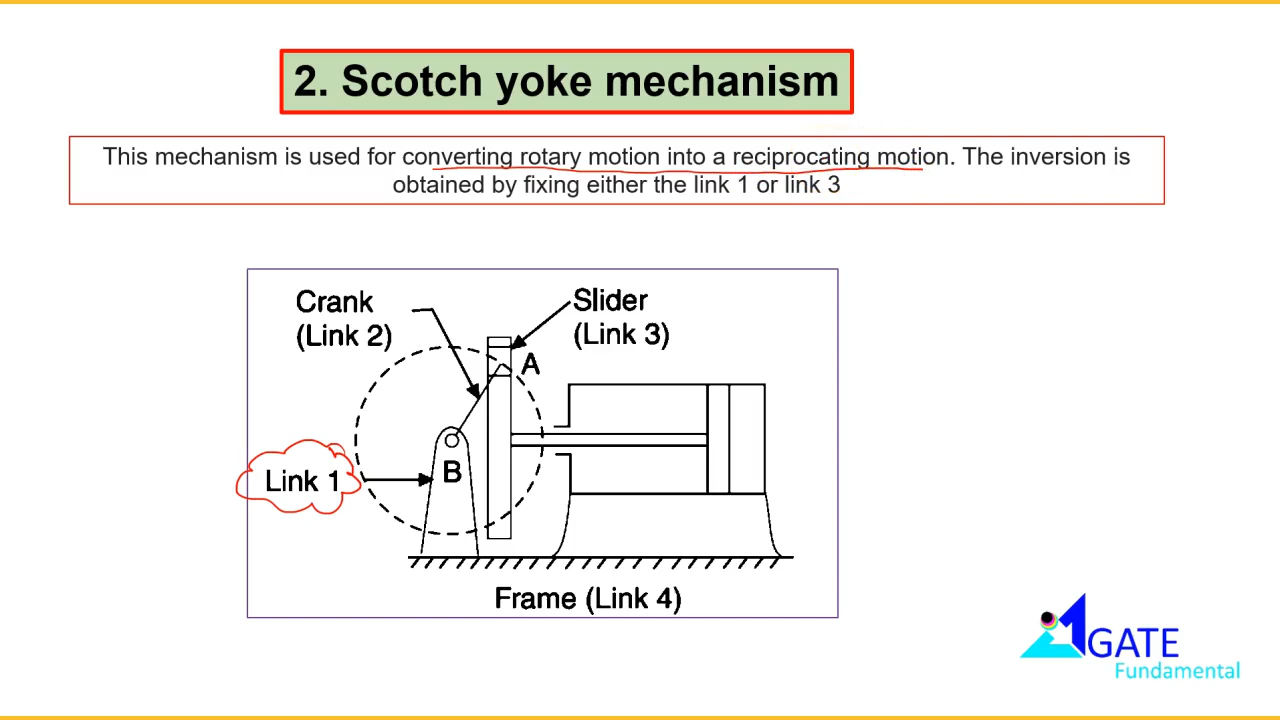 2. Scotch yoke mechanism
This mechanism is used for converting rotary motion into a reciprocating motion. The inversion is
obtained by fixing either the link 1 or link 3
Crank
(Link 2)
Slider
(Link 3)
A
Link 1
B
Frame (Link 4)
GATE
Fundamental